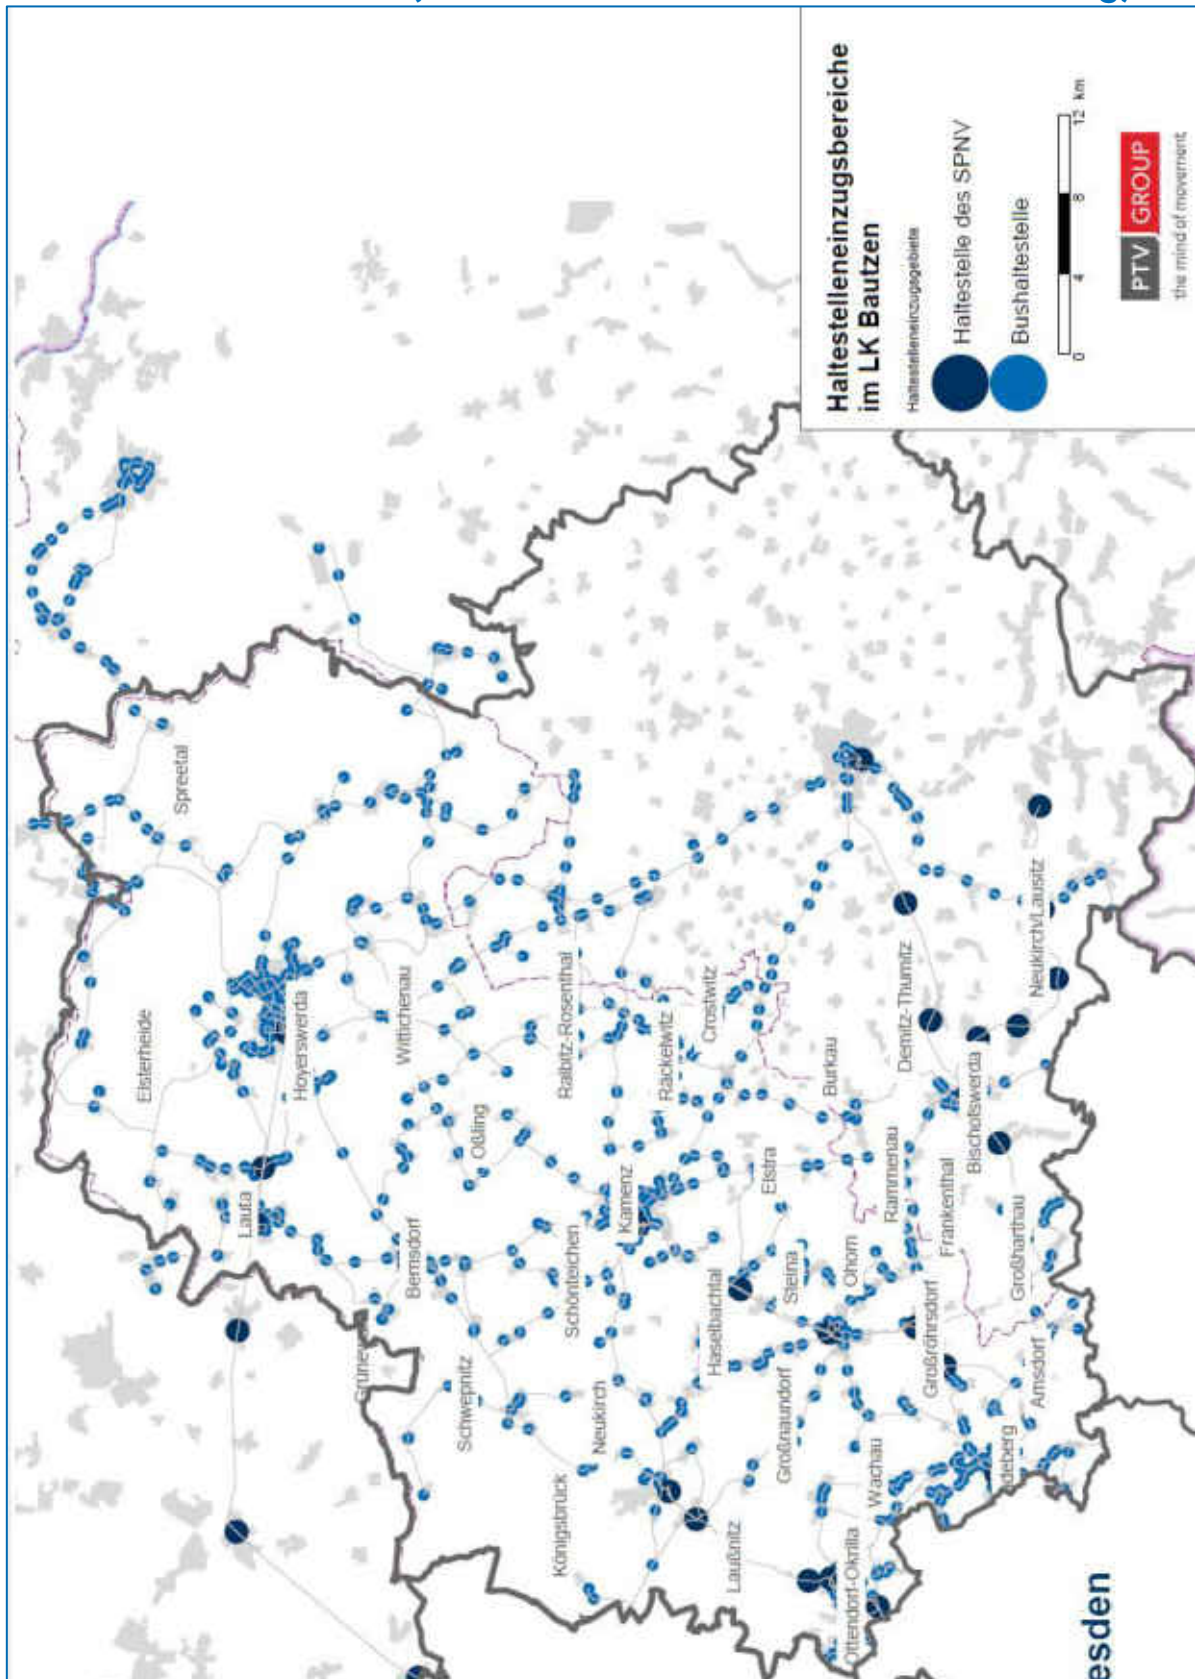 Haltestelleneinzugsbereiche
im LK Bautzen
Haltestelleneinzugsgebiete
Haltestelle des SPNV
Bushaltestelle
0 4 8 12 km
PTV GROUP
the mind of movement
Spreetal
Elsterheide
Hoyerswerda
Lauta
Wittichenau
Oßling
Bernsdorf
Schwepnitz
Schönteichen
Ralbitz-Rosenthal
Räckelwitz
Crostwitz
Kamenz
Neukirch
Königsbrück
Laußnitz
Haselbachtal
Elstra
Steina
Ohorn
Großnaundorf
Burkau
Rammenau
Demitz-Thumitz
Bischofswerda
Neukirch/Lausitz
Frankenthal
Großharthau
Großröhrsdorf
Arnsdorf
Wachau
deberg
Ottendorf-Okrilla
esden